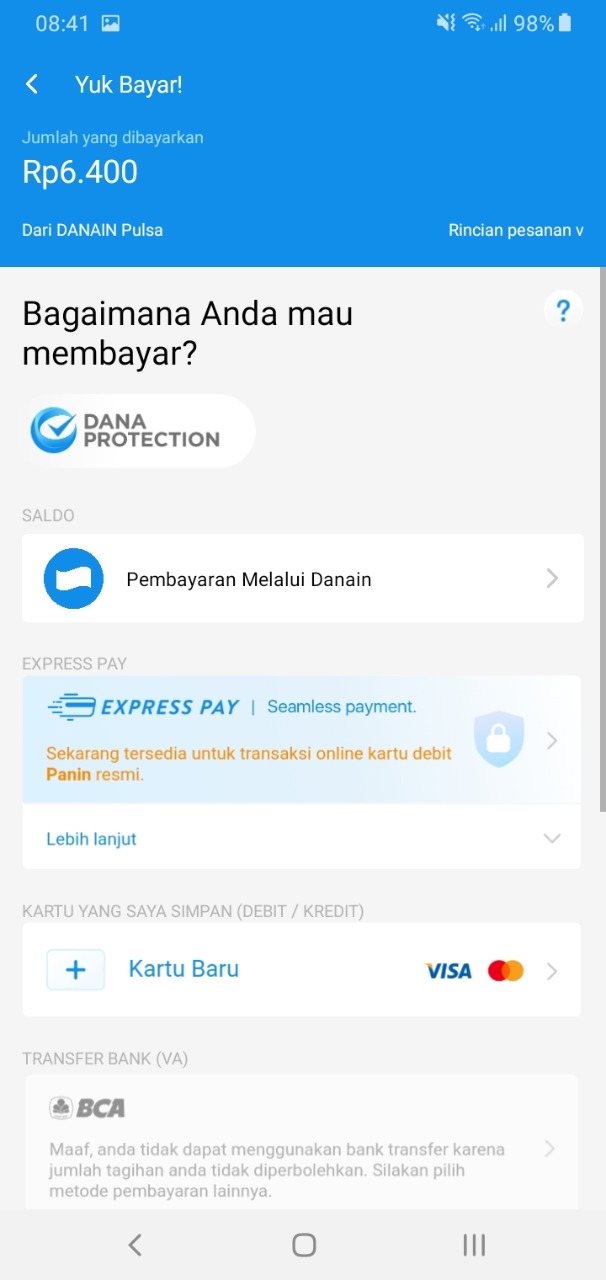 08:41 98%
Yuk Bayar!
Jumlah yang dibayarkan
Rp6.400
Dari DANAIN Pulsa Rincian pesanan v
Bagaimana Anda mau
membayar?
?
DANA
PROTECTION
SALDO
Pembayaran Melalui Danain
EXPRESS PAY
EXPRESS PAY | Seamless payment.
Sekarang tersedia untuk transaksi online kartu debit
Panin resmi.
Lebih lanjut
KARTU YANG SAYA SIMPAN (DEBIT / KREDIT)
+ Kartu Baru VISA
TRANSFER BANK (VA)
BCA
Maaf, anda tidak dapat menggunakan bank transfer karena
jumlah tagihan anda tidak diperbolehkan. Silakan pilih
metode pembayaran lainnya.